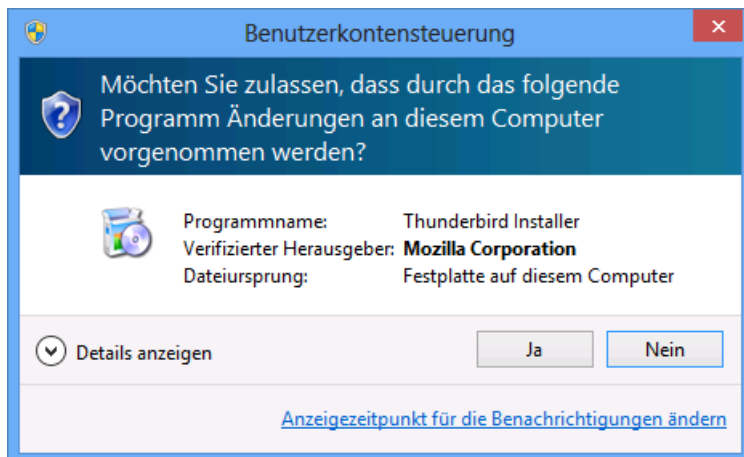 Benutzerkontensteuerung
Möchten Sie zulassen, dass durch das folgende
Programm Änderungen an diesem Computer
vorgenommen werden?
Programmname: Thunderbird Installer
Verifizierter Herausgeber: Mozilla Corporation
Dateiursprung: Festplatte auf diesem Computer
Details anzeigen Ja Nein
Anzeigezeitpunkt für die Benachrichtigungen ändern